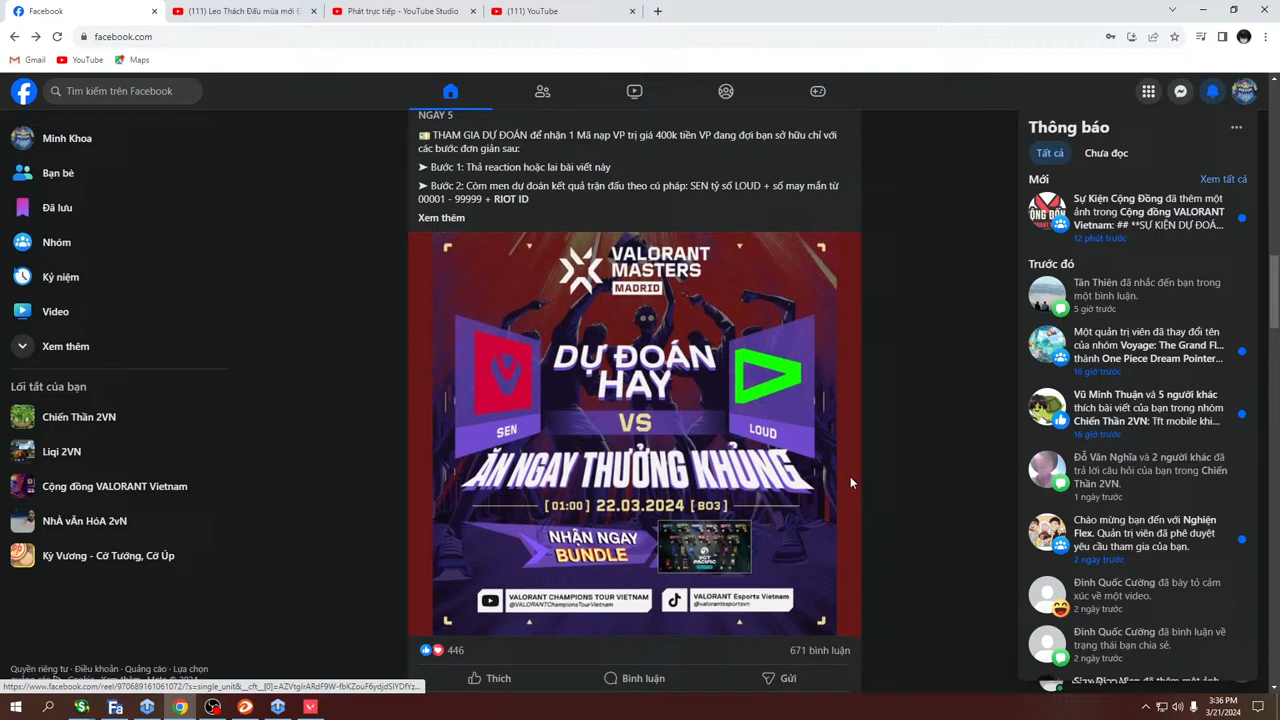 Facebook
(111) Leo Thách Đấu mùa mới Đ
Phát trực tiếp - YouTube Studio
(111) YouTube
facebook.com
Gmail
YouTube
Maps
Tìm kiếm trên Facebook
Minh Khoa
Bạn bè
Đã lưu
Nhóm
Kỷ niệm
Video
Xem thêm
Lối tắt của bạn
Chiến Thần 2VN
Liqi 2VN
Cộng đồng VALORANT Vietnam
NhÀ vẪn HóA 2vN
Kỳ Vương - Cờ Tướng, Cờ Úp
Quyền riêng tư · Điều khoản · Quảng cáo · Lựa chọn
https://www.facebook.com/reel/970689161061072/?s=single_unit&__cft__[0]=AZVtgIrARdF9W-fbKZouF6ydjdSlYDfYz...
NGÀY 5
THAM GIA DỰ ĐOÁN để nhận 1 Mã nạp VP trị giá 400k tiền VP đang đợi bạn sở hữu chỉ với
các bước đơn giản sau:
➤ Bước 1: Thả reaction hoặc lai bài viết này
➤ Bước 2: Còm men dự đoán kết quả trận đấu theo cú pháp: SEN tỷ số LOUD + số may mắn từ
00001 - 99999 + RIOT ID
Xem thêm
VALORANT
MASTERS
MADRID
DỰ ĐOÁN
HAY
VS
SEN
LOUD
ĂN NGAY THƯỞNG KHỦNG
[ 01:00 ] 22.03.2024 [ BO3 ]
NHẬN NGAY
BUNDLE
VCT
PACIFIC
VALORANT CHAMPIONS TOUR VIETNAM
@VALORANTChampionsTourVietnam
VALORANT Esports Vietnam
@valorantesportsvn
446
671 bình luận
Thích
Bình luận
Gửi
Thông báo
Tất cả
Chưa đọc
Mới
Xem tất cả
Sự Kiện Cộng Đồng đã thêm một
ảnh trong Cộng đồng VALORANT
Vietnam: ## **SỰ KIỆN DỰ ĐOÁ...
12 phút trước
Trước đó
Tân Thiên đã nhắc đến bạn trong
một bình luận.
5 giờ trước
Một quản trị viên đã thay đổi tên
của nhóm Voyage: The Grand Fl...
thành One Piece Dream Pointer...
16 giờ trước
Vũ Minh Thuận và 5 người khác
thích bài viết của bạn trong nhóm
Chiến Thần 2VN: Tft mobile khi...
16 giờ trước
Đỗ Văn Nghĩa và 2 người khác đã
trả lời câu hỏi của bạn trong Chiến
Thần 2VN.
1 ngày trước
Chào mừng bạn đến với Nghiện
Flex. Quản trị viên đã phê duyệt
yêu cầu tham gia của bạn.
2 ngày trước
Đinh Quốc Cường đã bày tỏ cảm
xúc về một video.
2 ngày trước
Đinh Quốc Cường đã bình luận về
trạng thái bạn chia sẻ.
2 ngày trước
3:36 PM
3/21/2024